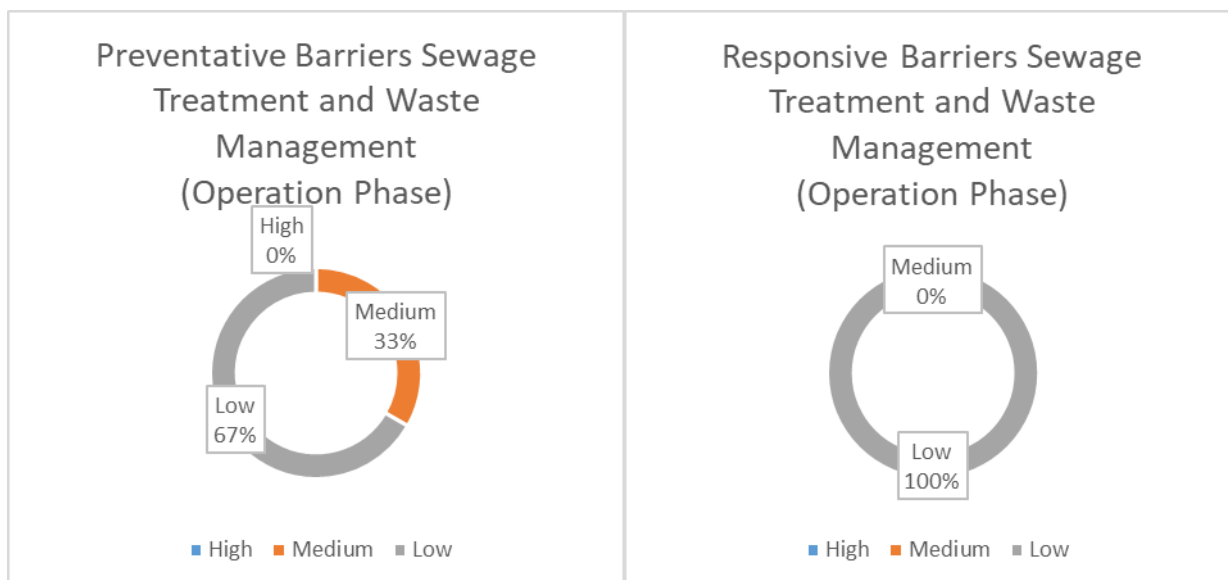 Preventative Barriers Sewage
Treatment and Waste
Management
(Operation Phase)
High
0%
Medium
33%
Low
67%
High Medium Low
Responsive Barriers Sewage
Treatment and Waste
Management
(Operation Phase)
Medium
0%
Low
100%
High Medium Low